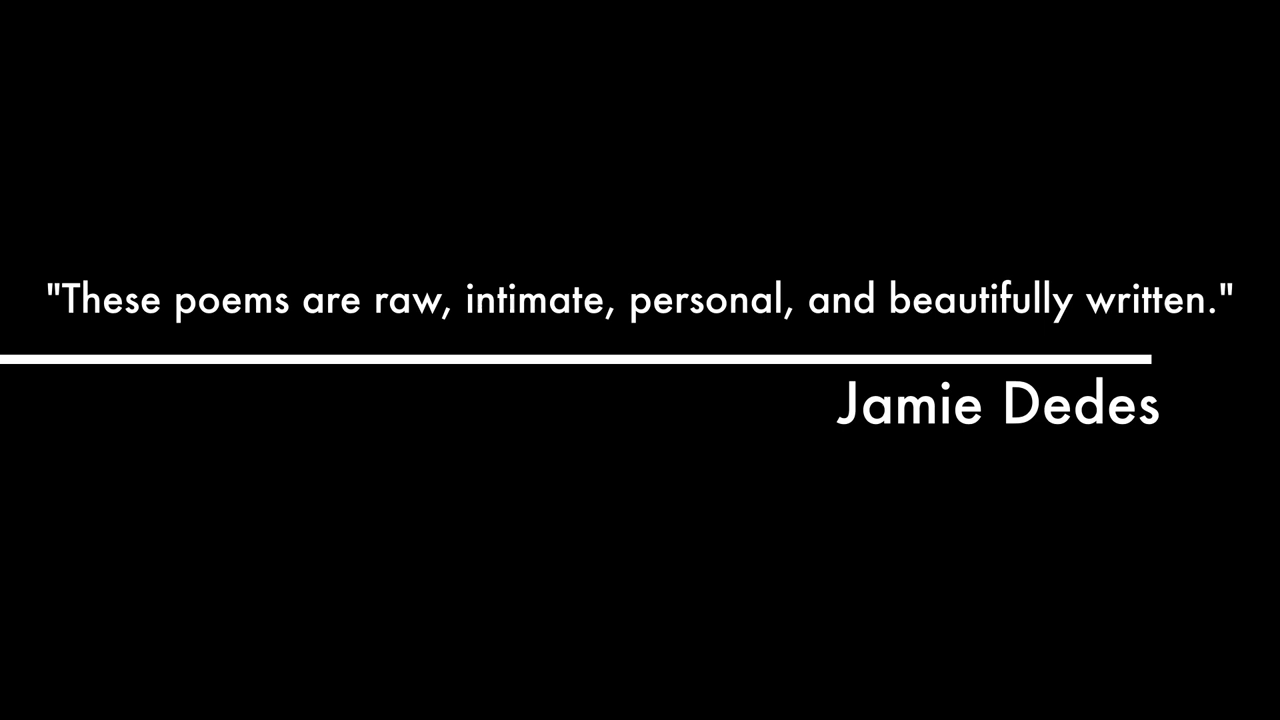 "These poems are raw, intimate, personal, and beautifully written."
Jamie Dedes